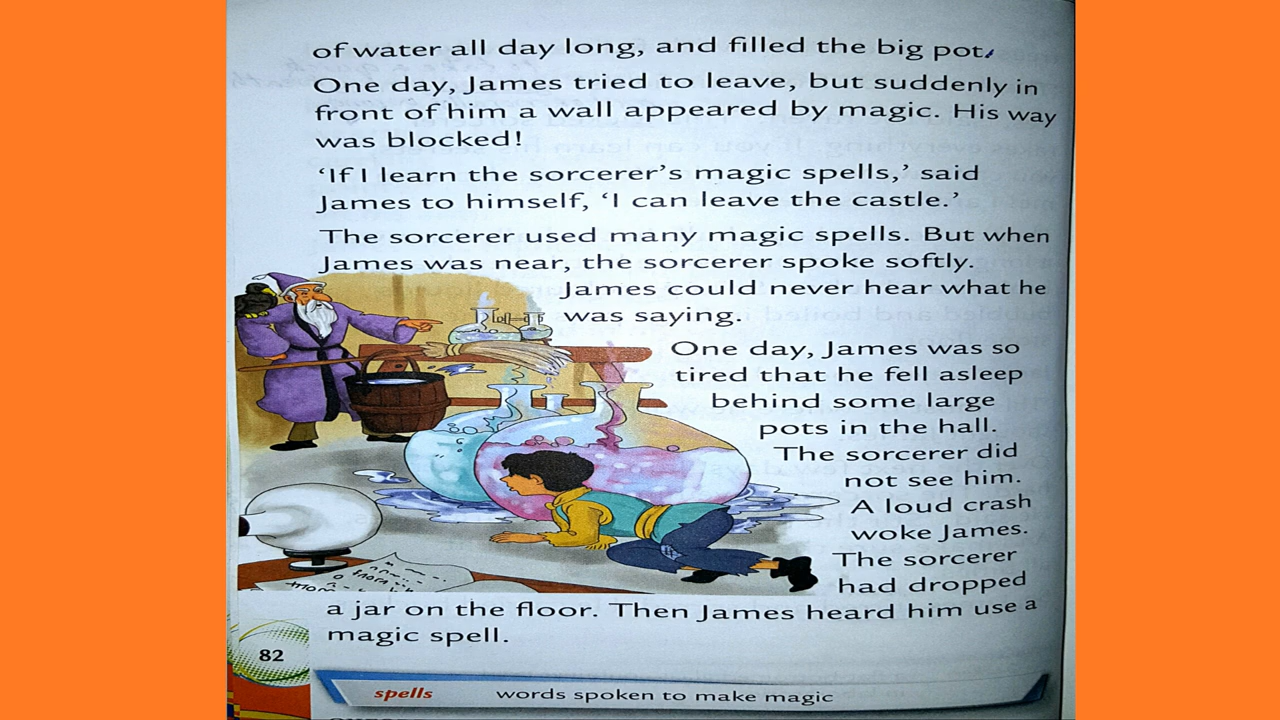 of water all day long, and filled the big pot.
One day, James tried to leave, but suddenly in
front of him a wall appeared by magic. His way
was blocked!
‘If I learn the sorcerer’s magic spells,’ said
James to himself, ‘I can leave the castle.’
The sorcerer used many magic spells. But when
James was near, the sorcerer spoke softly.
James could never hear what he
was saying.
One day, James was so
tired that he fell asleep
behind some large
pots in the hall.
The sorcerer did
not see him.
A loud crash
woke James.
The sorcerer
had dropped
a jar on the floor. Then James heard him use a
magic spell.
82
spells words spoken to make magic